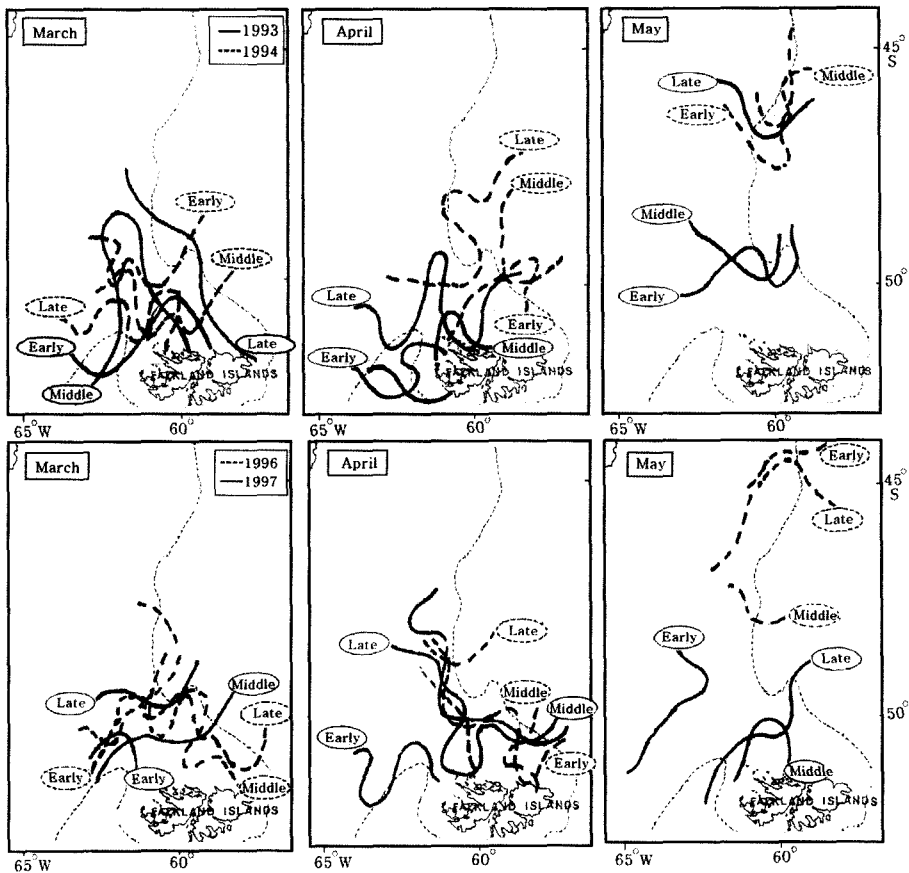 March
1993
1994
Early
Middle
Late
Early
Middle
Late
FALKLAND ISLANDS
65°W
60°
April
Late
Middle
Late
Early
Early
Middle
FALKLAND ISLANDS
65°W
60°
May
45°
S
Late
Middle
Early
Middle
Early
50°
FALKLAND ISLANDS
65°W
60°
March
1996
1997
Late
Middle
Late
Early
Early
Middle
FALKLAND ISLANDS
65°W
60°
April
Late
Late
Middle
Middle
Early
Early
FALKLAND ISLANDS
65°W
60°
May
Early
45°
S
Late
Middle
Early
Late
50°
Middle
FALKLAND ISLANDS
65°W
60°